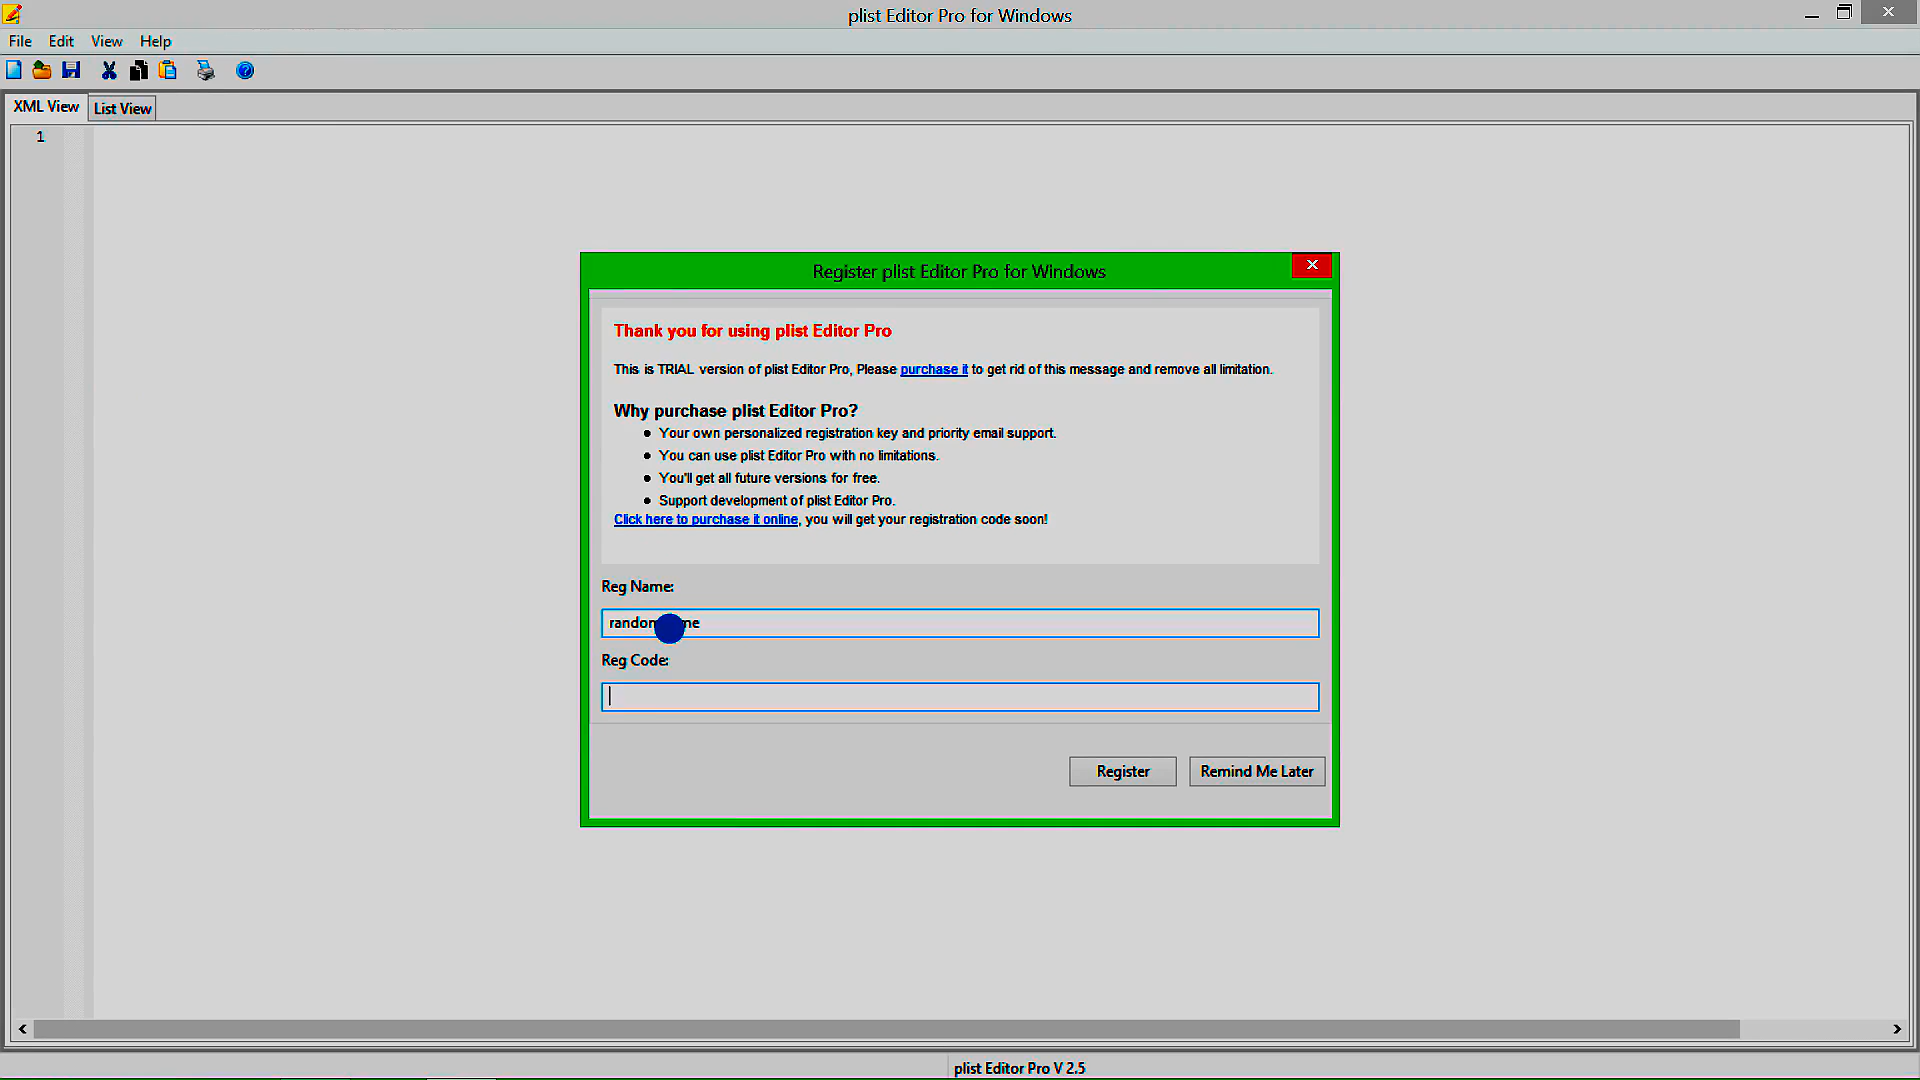 plist Editor Pro for Windows
File Edit View Help
XML View List View
1
Register plist Editor Pro for Windows
Thank you for using plist Editor Pro
This is TRIAL version of plist Editor Pro, Please purchase it to get rid of this message and remove all limitation.
Why purchase plist Editor Pro?
Your own personalized registration key and priority email support.
You can use plist Editor Pro with no limitations.
You'll get all future versions for free.
Support development of plist Editor Pro.
Click here to purchase it online, you will get your registration code soon!
Reg Name:
Reg Code:
Register Remind Me Later
plist Editor Pro V 2.5